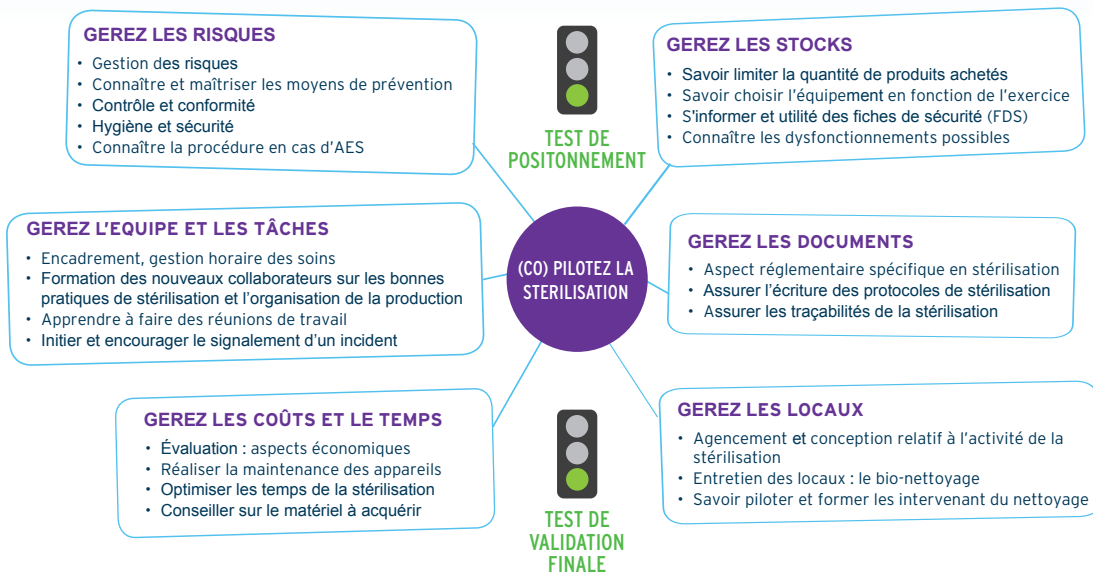 GEREZ LES RISQUES
• Gestion des risques
• Connaître et maîtriser les moyens de prévention
• Contrôle et conformité
• Hygiène et sécurité
• Connaître la procédure en cas d'AES
TEST DE
POSITONNEMENT
GEREZ LES STOCKS
• Savoir limiter la quantité de produits achetés
• Savoir choisir l'équipement en fonction de l'exercice
• S'informer et utilité des fiches de sécurité (FDS)
• Connaître les dysfonctionnements possibles
GEREZ L'EQUIPE ET LES TÂCHES
• Encadrement, gestion horaire des soins
• Formation des nouveaux collaborateurs sur les bonnes
pratiques de stérilisation et l'organisation de la production
• Apprendre à faire des réunions de travail
• Initier et encourager le signalement d'un incident
(CO) PILOTEZ LA
STERILISATION
GEREZ LES DOCUMENTS
• Aspect réglementaire spécifique en stérilisation
• Assurer l'écriture des protocoles de stérilisation
• Assurer les traçabilités de la stérilisation
GEREZ LES COÛTS ET LE TEMPS
• Évaluation : aspects économiques
• Réaliser la maintenance des appareils
• Optimiser les temps de la stérilisation
• Conseiller sur le matériel à acquérir
TEST DE
VALIDATION
FINALE
GEREZ LES LOCAUX
• Agencement et conception relatif à l'activité de la
stérilisation
• Entretien des locaux : le bio-nettoyage
• Savoir piloter et former les intervenant du nettoyage